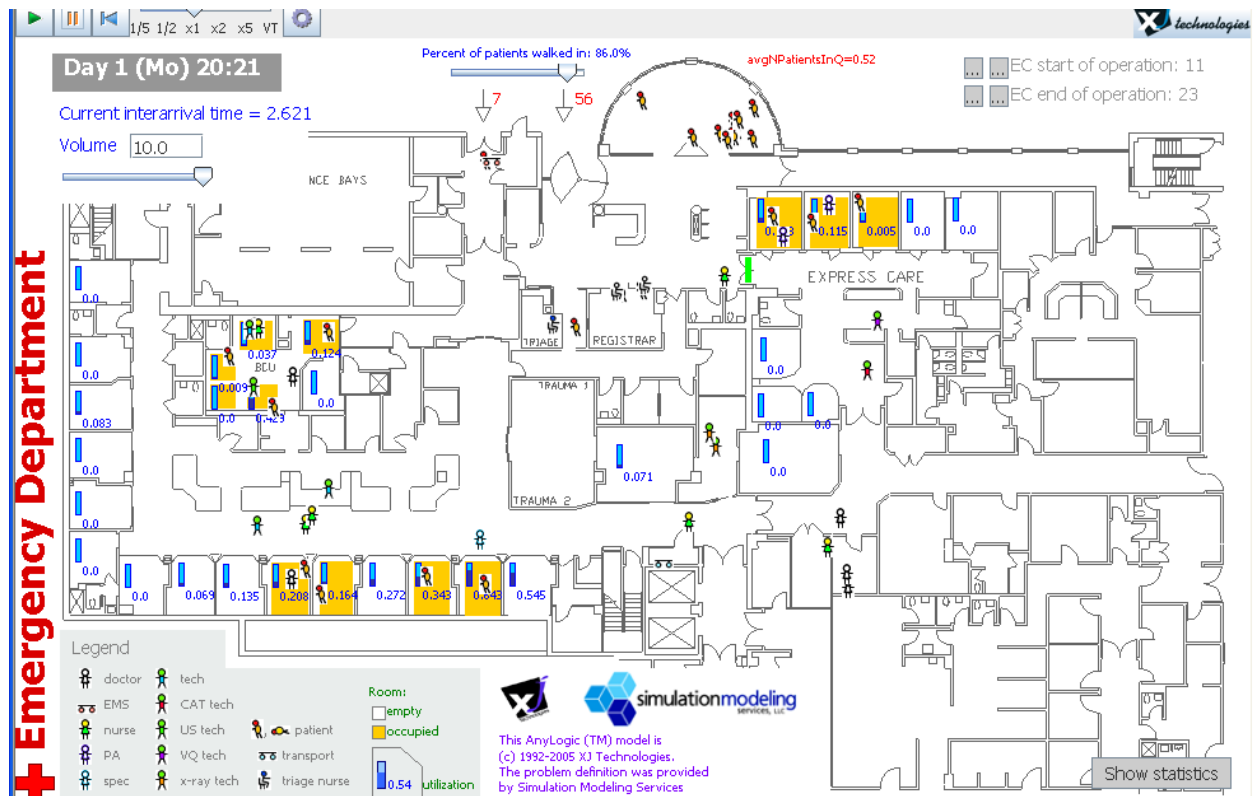 1/5 1/2 x1 x2 x5 VT
XJ technologies
Day 1 (Mo) 20:21
Percent of patients walked in: 86.0%
avgNPatientsInQ=0.52
EC start of operation: 11
EC end of operation: 23
7
56
Current interarrival time = 2.621
Volume 10.0
NCE BAYS
0.115
0.005
0.0
0.0
EXPRESS CARE
0.0
0.037
0.124
BCU
TRIAGE
REGISTRAR
0.0
0.009
0.0
0.0
0.0
0.423
TRAUMA 1
0.083
0.0
0.0
0.0
0.071
0.0
TRAUMA 2
0.0
0.0
0.0
0.069
0.135
0.208
0.164
0.272
0.343
0.643
0.545
Emergency Department
Legend
doctor
tech
EMS
CAT tech
nurse
US tech
patient
PA
VQ tech
transport
spec
x-ray tech
triage nurse
Room:
empty
occupied
0.54
utilization
simulationmodeling
services, LLC
This AnyLogic (TM) model is
(c) 1992-2005 XJ Technologies.
The problem definition was provided
by Simulation Modeling Services
Show statistics